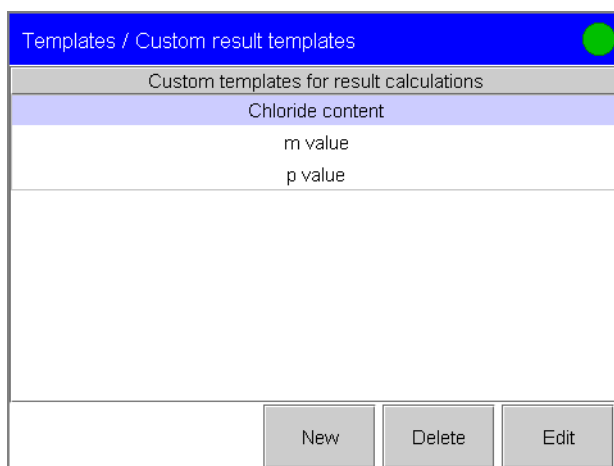 Templates / Custom result templates
Custom templates for result calculations
Chloride content
m value
p value
New Delete Edit